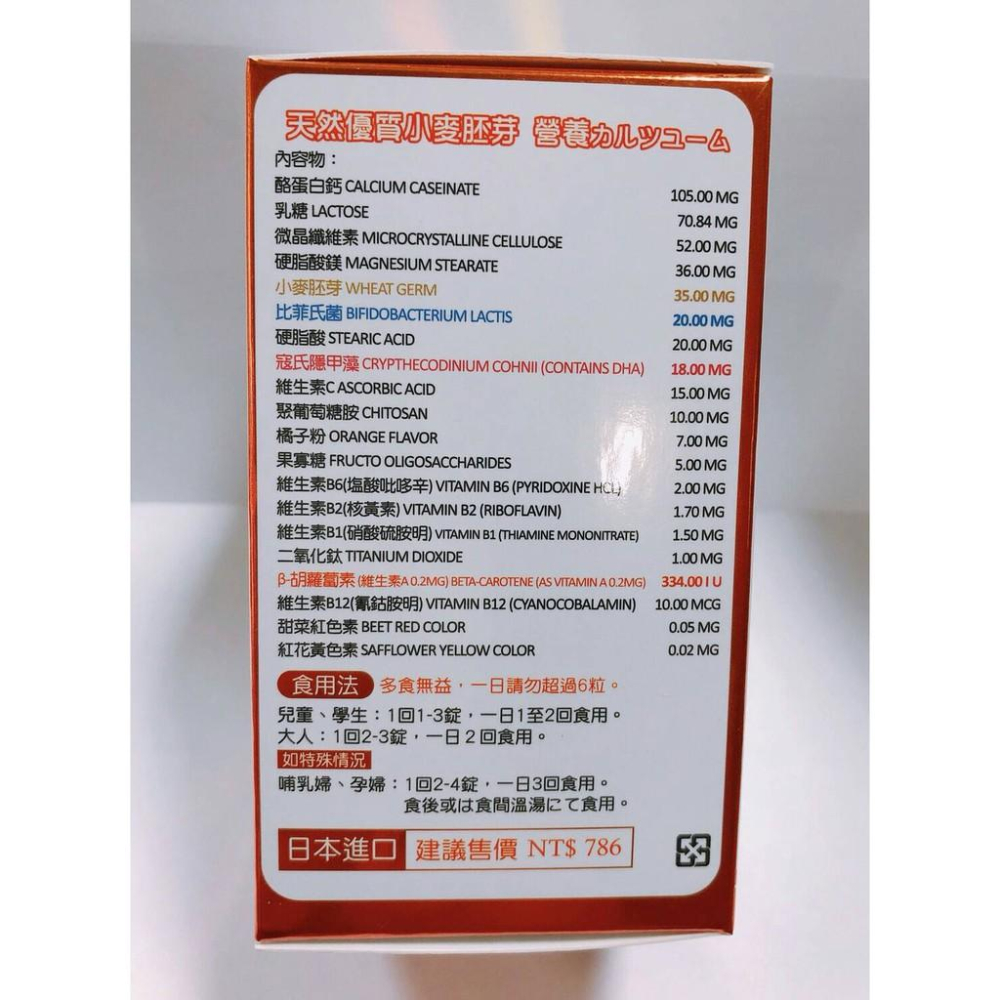 天然優質小麥胚芽 營養カルツューム
內容物：
酪蛋白鈣 CALCIUM CASEINATE 105.00 MG
乳糖 LACTOSE 70.84 MG
微晶纖維素 MICROCRYSTALLINE CELLULOSE 52.00 MG
硬脂酸鎂 MAGNESIUM STEARATE 36.00 MG
小麥胚芽 WHEAT GERM 35.00 MG
比菲氏菌 BIFIDOBACTERIUM LACTIS 20.00 MG
硬脂酸 STEARIC ACID 20.00 MG
寇氏隱甲藻 CRYPTHECODINIUM COHNII (CONTAINS DHA) 18.00 MG
維生素C ASCORBIC ACID 15.00 MG
聚葡萄糖胺 CHITOSAN 10.00 MG
橘子粉 ORANGE FLAVOR 7.00 MG
果寡糖 FRUCTO OLIGOSACCHARIDES 5.00 MG
維生素B6(塩酸吡哆辛) VITAMIN B6 (PYRIDOXINE HCL) 2.00 MG
維生素B2(核黃素) VITAMIN B2 (RIBOFLAVIN) 1.70 MG
維生素B1(硝酸硫胺明) VITAMIN B1 (THIAMINE MONONITRATE) 1.50 MG
二氧化鈦 TITANIUM DIOXIDE 1.00 MG
β-胡蘿蔔素 (維生素A 0.2MG) BETA-CAROTENE (AS VITAMIN A 0.2MG) 334.00 I U
維生素B12(氰鈷胺明) VITAMIN B12 (CYANOCOBALAMIN) 10.00 MCG
甜菜紅色素 BEET RED COLOR 0.05 MG
紅花黃色素 SAFFLOWER YELLOW COLOR 0.02 MG
食用法 多食無益，一日請勿超過6粒。
兒童、學生：1回1-3錠，一日1至2回食用。
大人：1回2-3錠，一日2回食用。
如特殊情況
哺乳婦、孕婦：1回2-4錠，一日3回食用。
食後或は食間溫湯にて食用。
日本進口 建議售價 NT$ 786